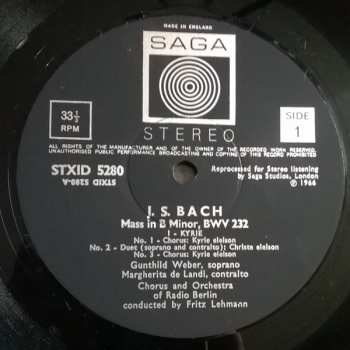 MADE IN ENGLAND
SAGA
STEREO
33⅓
RPM
SIDE
1
ALL RIGHTS OF THE MANUFACTURER AND OF THE OWNER OF THE RECORDED WORK RESERVED
UNAUTHORISED PUBLIC PERFORMANCE BROADCASTING AND COPYING OF THIS RECORD PROHIBITED
STXID 5280
STXID 5280.A
Reprocessed for Stereo listening
by Saga Studios, London
℗ 1966
J. S. BACH
Mass in B Minor, BWV 232
I - KYRIE
No. 1 - Chorus: Kyrie eleison
No. 2 - Duet (soprano and contralto): Christe eleison
No. 3 - Chorus: Kyrie eleison
Gunthild Weber, soprano
Margherita de Landi, contralto
Chorus and Orchestra
of Radio Berlin
conducted by Fritz Lehmann